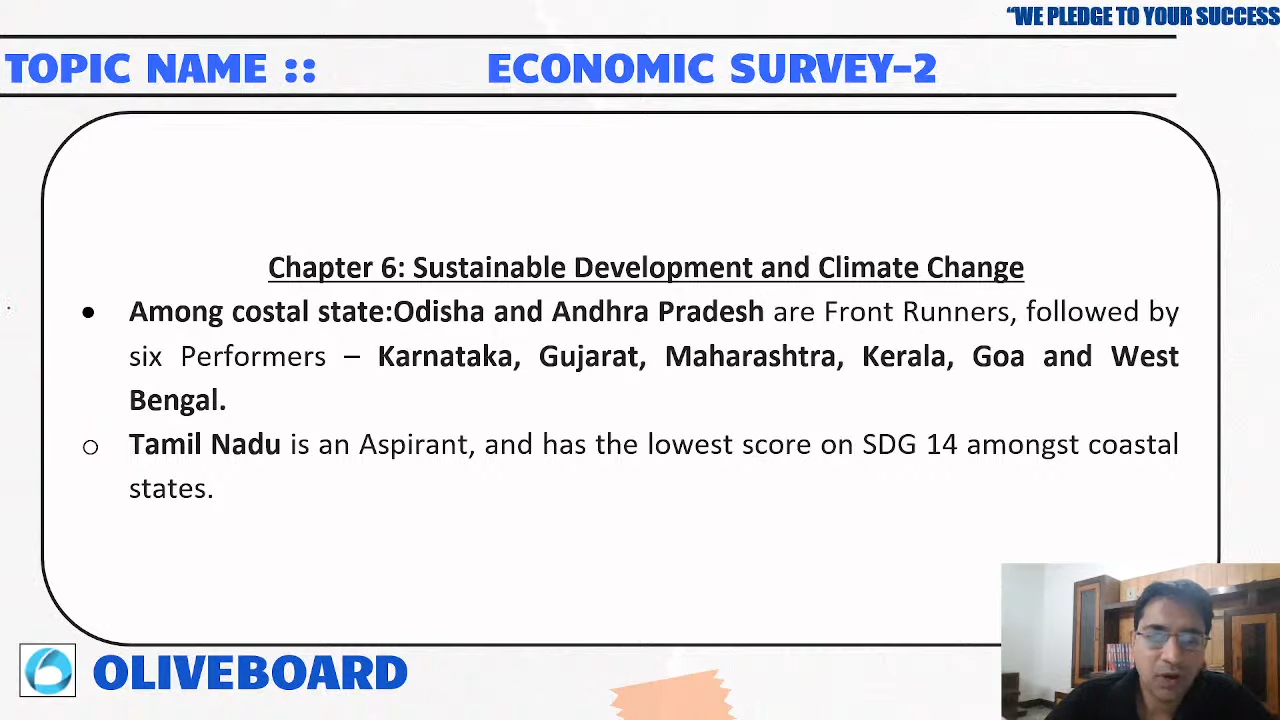 “WE PLEDGE TO YOUR SUCCESS
TOPIC NAME :: ECONOMIC SURVEY-2
Chapter 6: Sustainable Development and Climate Change
• Among costal state:Odisha and Andhra Pradesh are Front Runners, followed by
six Performers – Karnataka, Gujarat, Maharashtra, Kerala, Goa and West
Bengal.
o Tamil Nadu is an Aspirant, and has the lowest score on SDG 14 amongst coastal
states.
OLIVEBOARD